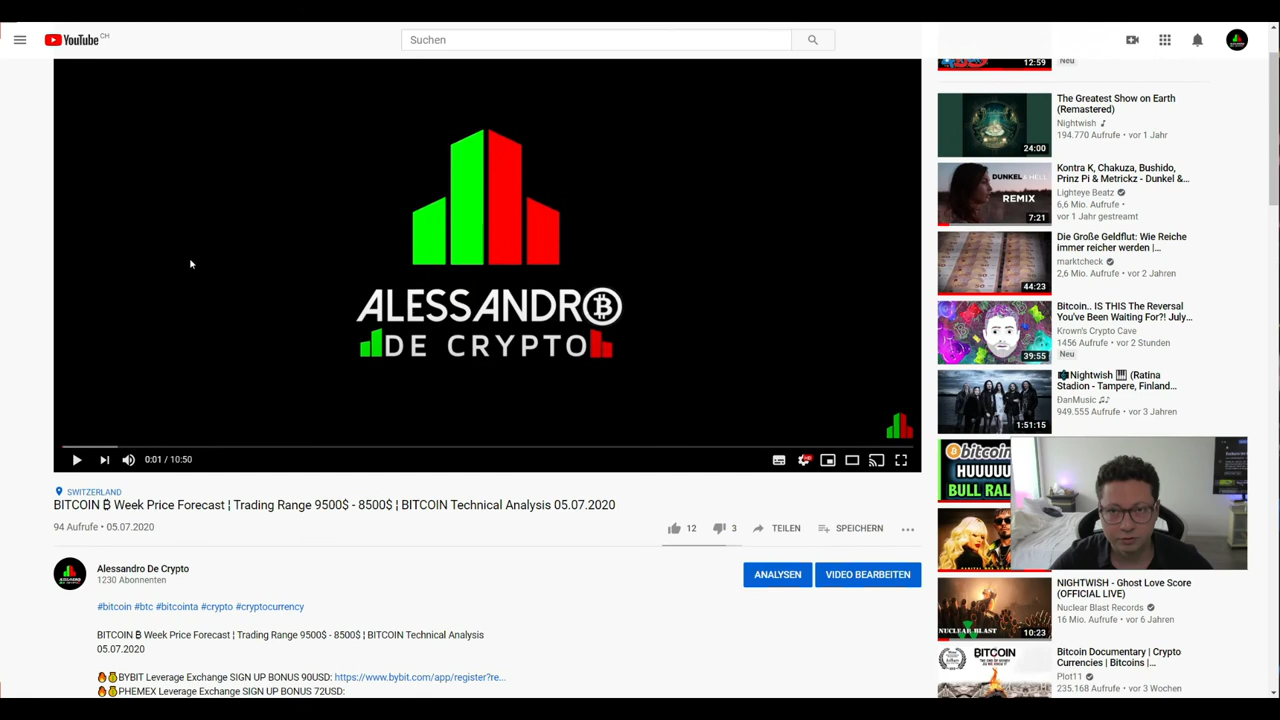 YouTube CH
Suchen
ALESSANDRO
DE CRYPTO
0:01 / 10:50
SWITZERLAND
BITCOIN ₿ Week Price Forecast ¦ Trading Range 9500$ - 8500$ ¦ BITCOIN Technical Analysis 05.07.2020
94 Aufrufe • 05.07.2020
12
3
TEILEN
SPEICHERN
Alessandro De Crypto
1230 Abonnenten
ANALYSEN
VIDEO BEARBEITEN
#bitcoin #btc #bitcointa #crypto #cryptocurrency
BITCOIN ₿ Week Price Forecast ¦ Trading Range 9500$ - 8500$ ¦ BITCOIN Technical Analysis
05.07.2020
🔥💰BYBIT Leverage Exchange SIGN UP BONUS 90USD: https://www.bybit.com/app/register?re...
🔥💰PHEMEX Leverage Exchange SIGN UP BONUS 72USD:
12:59
Neu
The Greatest Show on Earth
(Remastered)
Nightwish
194.770 Aufrufe • vor 1 Jahr
24:00
Kontra K, Chakuza, Bushido,
Prinz Pi & Metrickz - Dunkel &...
Lighteye Beatz
6,6 Mio. Aufrufe •
vor 1 Jahr gestreamt
REMIX
7:21
Die Große Geldflut: Wie Reiche
immer reicher werden |...
marktcheck
2,6 Mio. Aufrufe • vor 2 Jahren
44:23
Bitcoin.. IS THIS THE Reversal
You've Been Waiting For?! July...
Krown's Crypto Cave
1456 Aufrufe • vor 2 Stunden
Neu
39:55
Nightwish 🎹 (Ratina
Stadion - Tampere, Finland...
ĐanMusic
949.555 Aufrufe • vor 3 Jahren
1:51:15
bitcoin
HUUUU
BULL RAL
NIGHTWISH - Ghost Love Score
(OFFICIAL LIVE)
Nuclear Blast Records
16 Mio. Aufrufe • vor 6 Jahren
NUCLEAR BLAST
10:23
Bitcoin Documentary | Crypto
Currencies | Bitcoins |...
Plot11
235.168 Aufrufe • vor 3 Wochen
BITCOIN